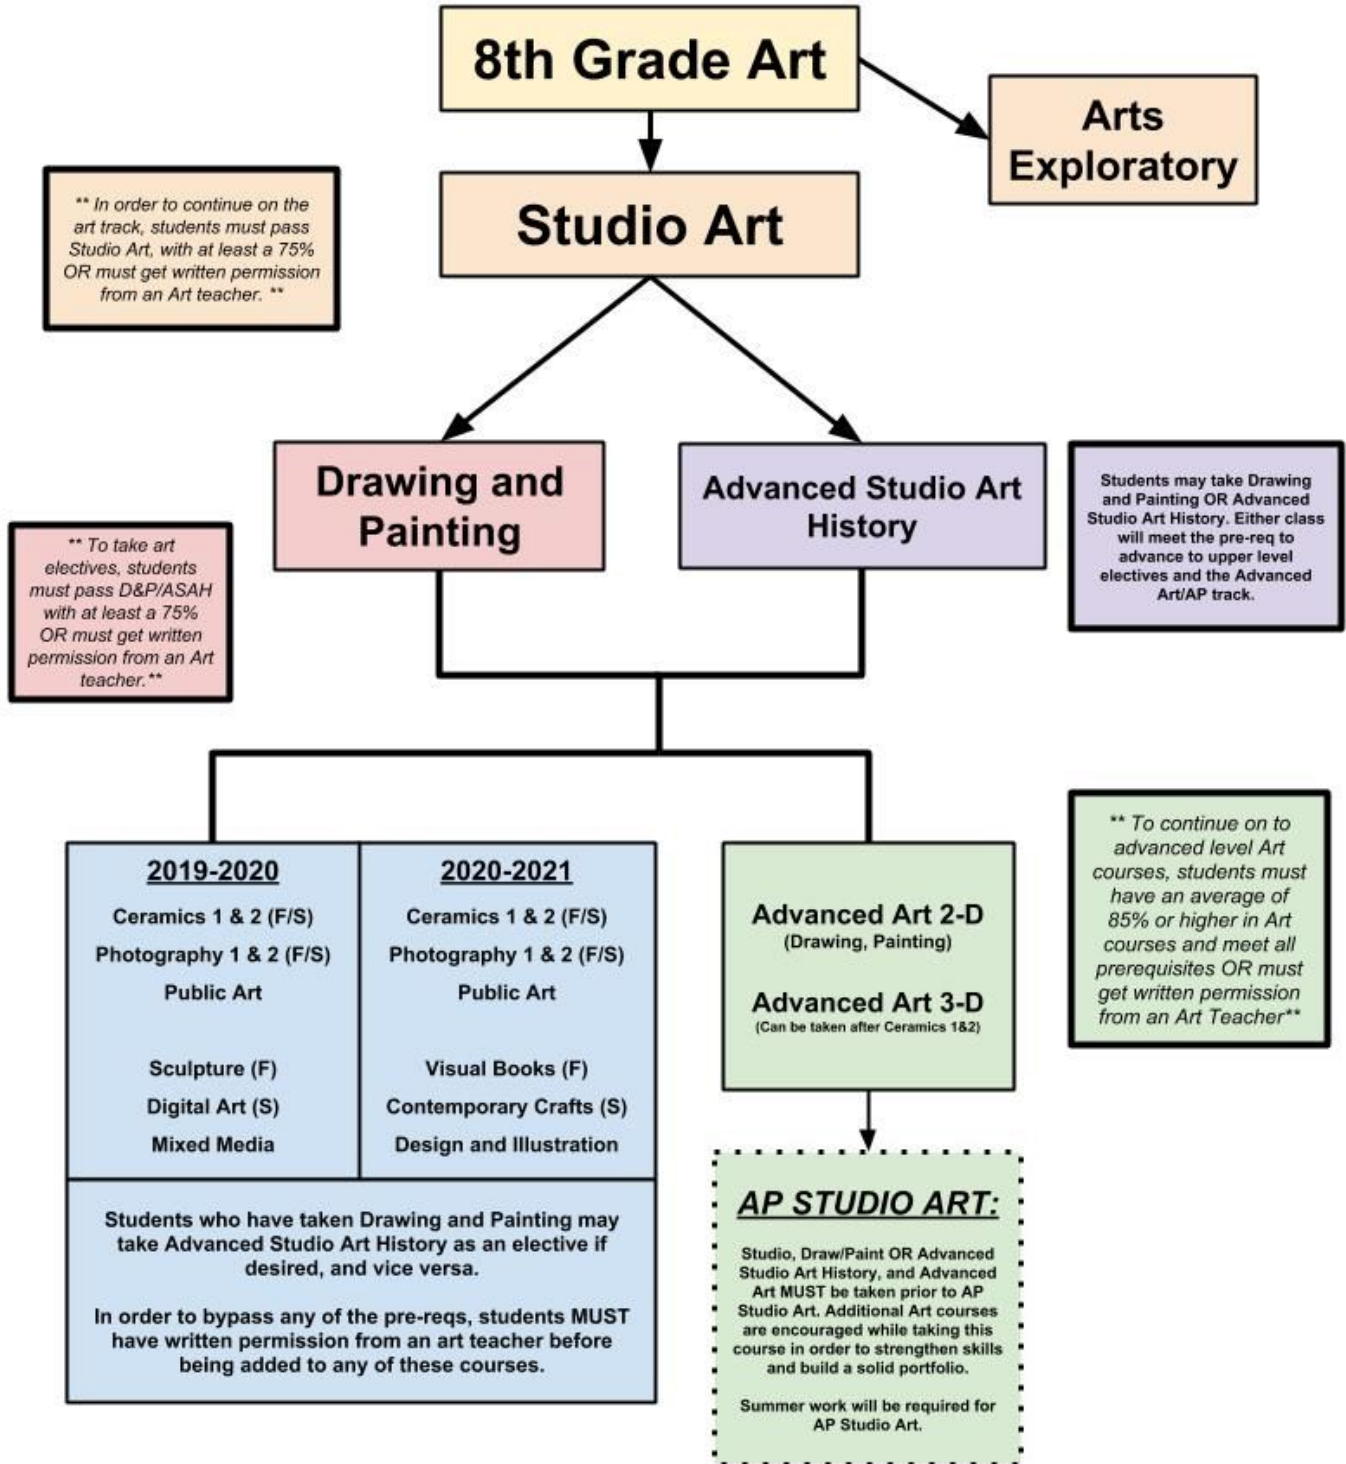 8th Grade Art
Arts
Exploratory
Studio Art
** In order to continue on the
art track, students must pass
Studio Art, with at least a 75%
OR must get written permission
from an Art teacher. **
Drawing and
Painting
Advanced Studio Art
History
Students may take Drawing
and Painting OR Advanced
Studio Art History. Either class
will meet the pre-req to
advance to upper level
electives and the Advanced
Art/AP track.
** To take art
electives, students
must pass D&P/ASAH
with at least a 75%
OR must get written
permission from an Art
teacher.**
2019-2020
Ceramics 1 & 2 (F/S)
Photography 1 & 2 (F/S)
Public Art
Sculpture (F)
Digital Art (S)
Mixed Media
2020-2021
Ceramics 1 & 2 (F/S)
Photography 1 & 2 (F/S)
Public Art
Visual Books (F)
Contemporary Crafts (S)
Design and Illustration
Students who have taken Drawing and Painting may
take Advanced Studio Art History as an elective if
desired, and vice versa.
In order to bypass any of the pre-reqs, students MUST
have written permission from an art teacher before
being added to any of these courses.
Advanced Art 2-D
(Drawing, Painting)
Advanced Art 3-D
(Can be taken after Ceramics 1&2)
** To continue on to
advanced level Art
courses, students must
have an average of
85% or higher in Art
courses and meet all
prerequisites OR must
get written permission
from an Art Teacher**
AP STUDIO ART:
Studio, Draw/Paint OR Advanced
Studio Art History, and Advanced
Art MUST be taken prior to AP
Studio Art. Additional Art courses
are encouraged while taking this
course in order to strengthen skills
and build a solid portfolio.
Summer work will be required for
AP Studio Art.